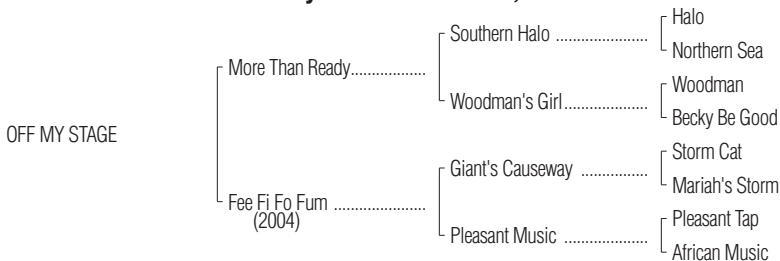 Halo
Southern Halo .....................
Northern Sea
More Than Ready.................
Woodman
Woodman's Girl...................
Becky Be Good
OFF MY STAGE
Storm Cat
Giant's Causeway ...............
Mariah's Storm
Fee Fi Fo Fum .....................
(2004)
Pleasant Tap
Pleasant Music ...................
African Music